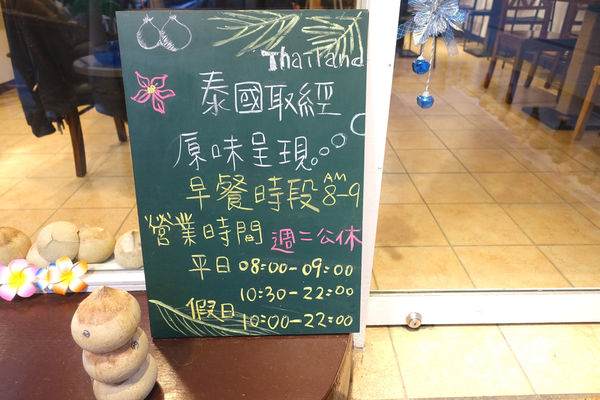 Thailand
泰國取經
原味呈現。。。
早餐時段 AM 8-9
營業時間 週二公休
平日 08:00-09:00
10:30-22:00
假日 10:00-22:00